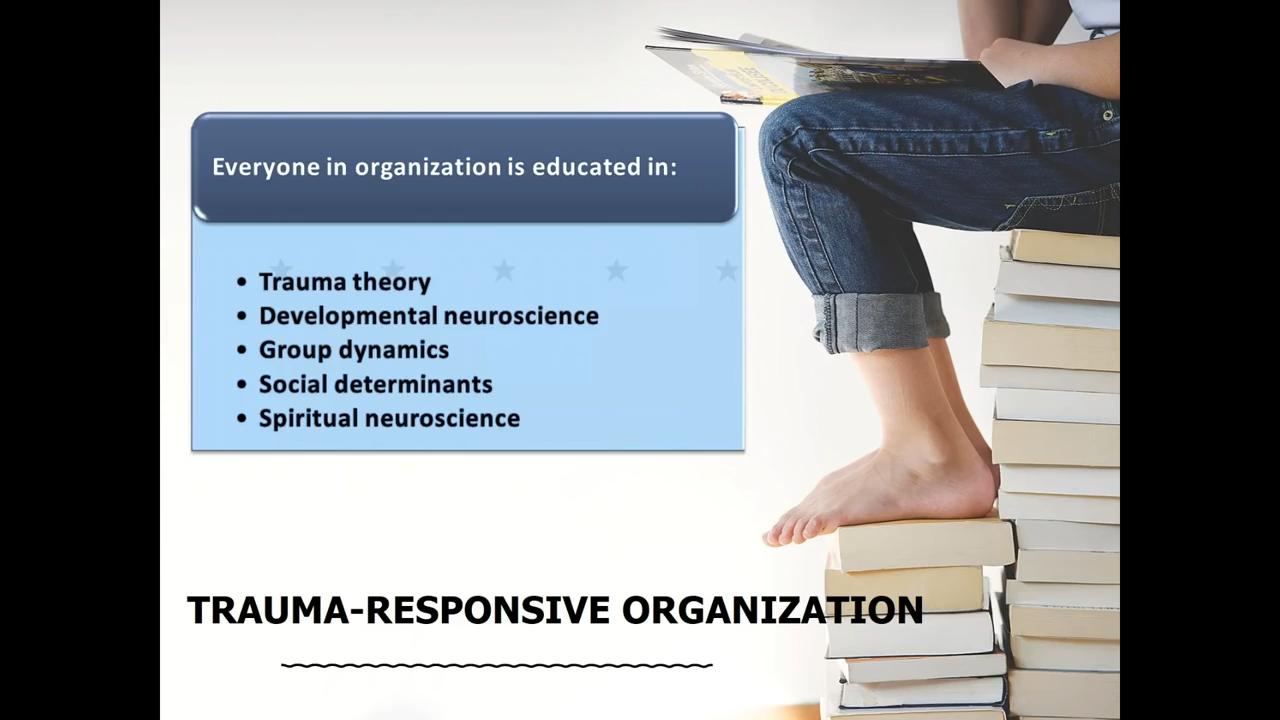 Everyone in organization is educated in:
• Trauma theory
• Developmental neuroscience
• Group dynamics
• Social determinants
• Spiritual neuroscience
TRAUMA-RESPONSIVE ORGANIZATION